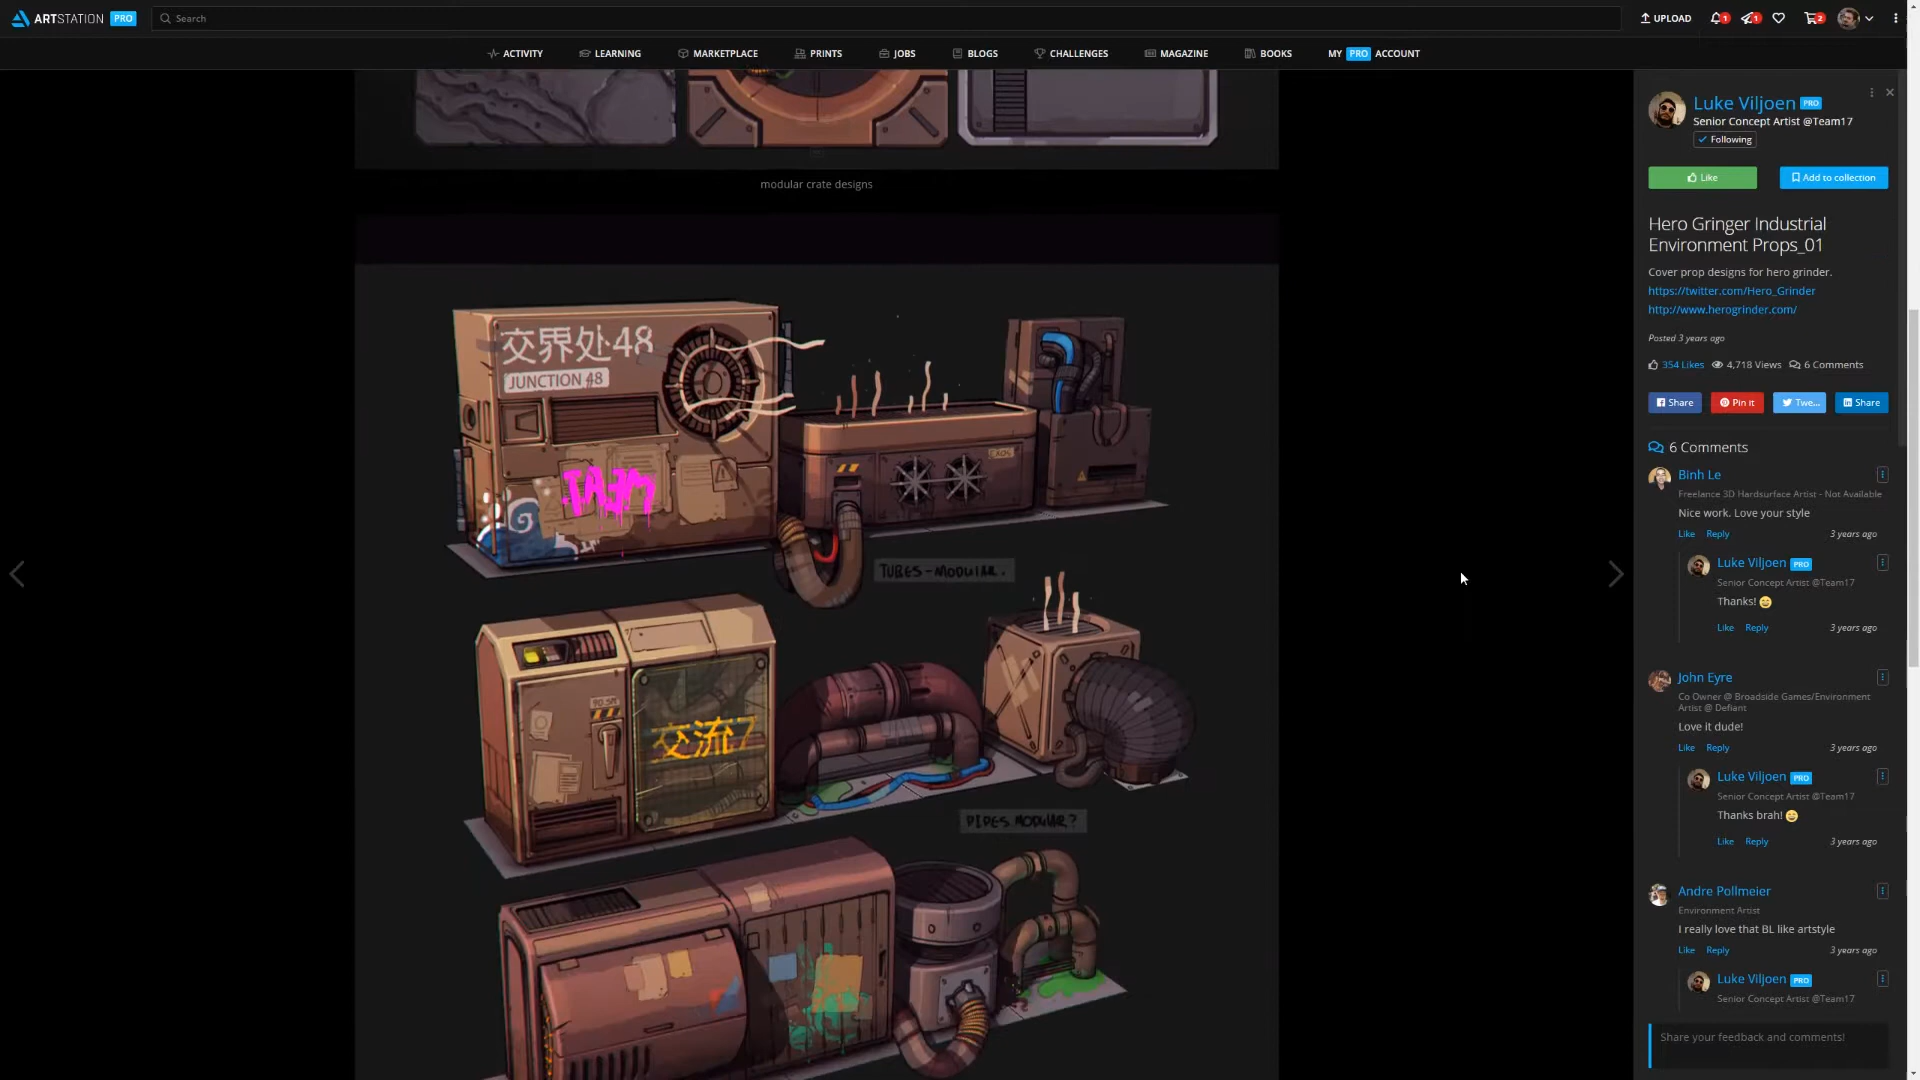 ARTSTATION PRO
Search
UPLOAD
1
1
2
ACTIVITY
LEARNING
MARKETPLACE
PRINTS
JOBS
BLOGS
CHALLENGES
MAGAZINE
BOOKS
MY PRO ACCOUNT
modular crate designs
交界处48
JUNCTION 48
TUBES-MODULAR.
交流7
PIPES.MODULAR?
Luke Viljoen PRO
Senior Concept Artist @Team17
Following
Like
Add to collection
Hero Gringer Industrial
Environment Props_01
Cover prop designs for hero grinder.
https://twitter.com/Hero_Grinder
http://www.herogrinder.com/
Posted 3 years ago
354 Likes 4,718 Views 6 Comments
Share
Pin it
Twe...
Share
6 Comments
Binh Le
Freelance 3D Hardsurface Artist - Not Available
Nice work. Love your style
Like Reply 3 years ago
Luke Viljoen PRO
Senior Concept Artist @Team17
Thanks!
Like Reply 3 years ago
John Eyre
Co Owner @ Broadside Games/Environment
Artist @ Defiant
Love it dude!
Like Reply 3 years ago
Luke Viljoen PRO
Senior Concept Artist @Team17
Thanks brah!
Like Reply 3 years ago
Andre Pollmeier
Environment Artist
I really love that BL like artstyle
Like Reply 3 years ago
Luke Viljoen PRO
Senior Concept Artist @Team17
Share your feedback and comments!